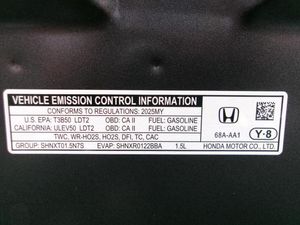 VEHICLE EMISSION CONTROL INFORMATION
CONFORMS TO REGULATIONS: 2025MY
U.S. EPA: T3B50 LDT2 OBD: CA II FUEL: GASOLINE
CALIFORNIA: ULEV50 LDT2 OBD: CA II FUEL: GASOLINE
TWC, WR-HO2S, HO2S, DFI, TC, CAC
GROUP: SHNXT01.5N7S EVAP: SHNXR0122BBA 1.5L
68A-AA1 Y-8
HONDA MOTOR CO., LTD.